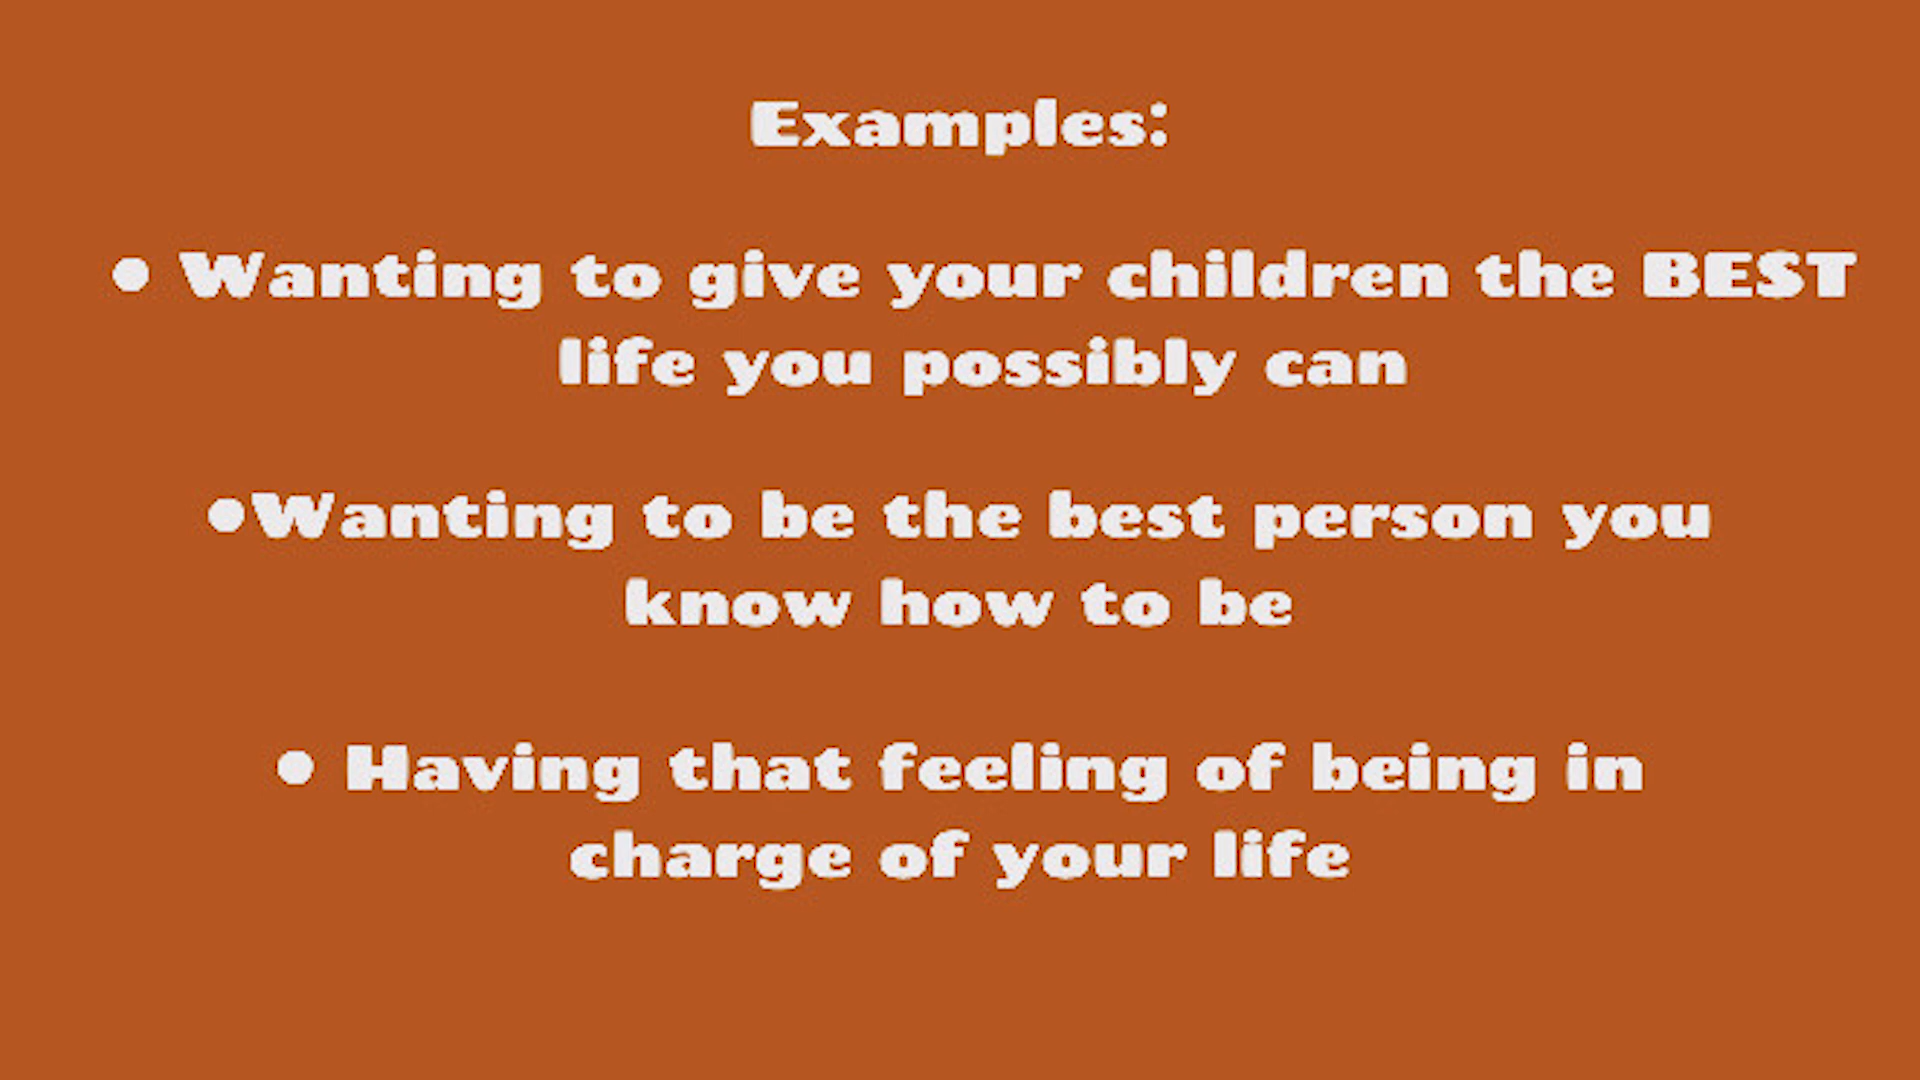 Examples:
● Wanting to give your children the BEST
life you possibly can
●Wanting to be the best person you
know how to be
● Having that feeling of being in
charge of your life